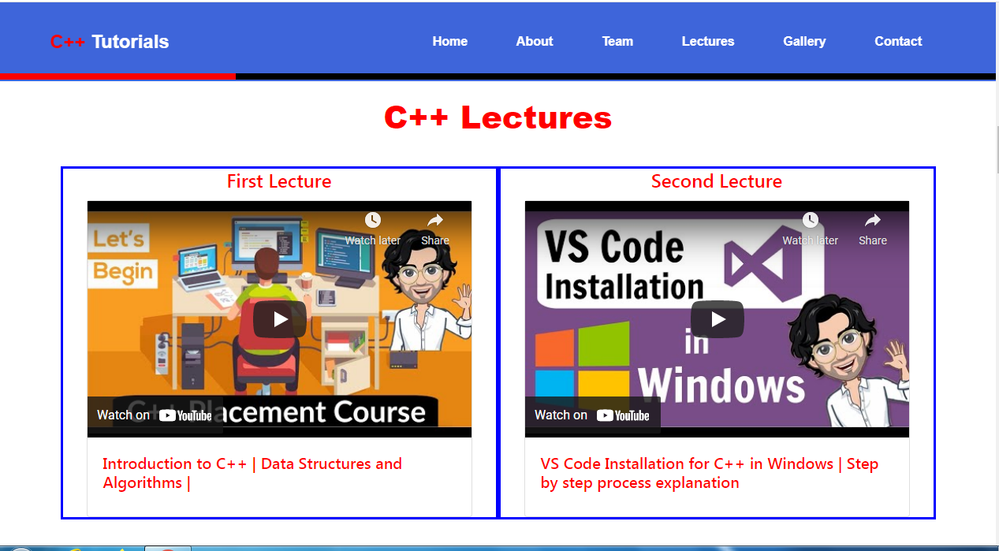 C++ Tutorials
Home About Team Lectures Gallery Contact
C++ Lectures
First Lecture
Let's
Begin
Watch later Share
C++ Placement Course
Watch on YouTube
Introduction to C++ | Data Structures and
Algorithms |
Second Lecture
VS Code
Installation
Watch later Share
in
Windows
Watch on YouTube
VS Code Installation for C++ in Windows | Step
by step process explanation